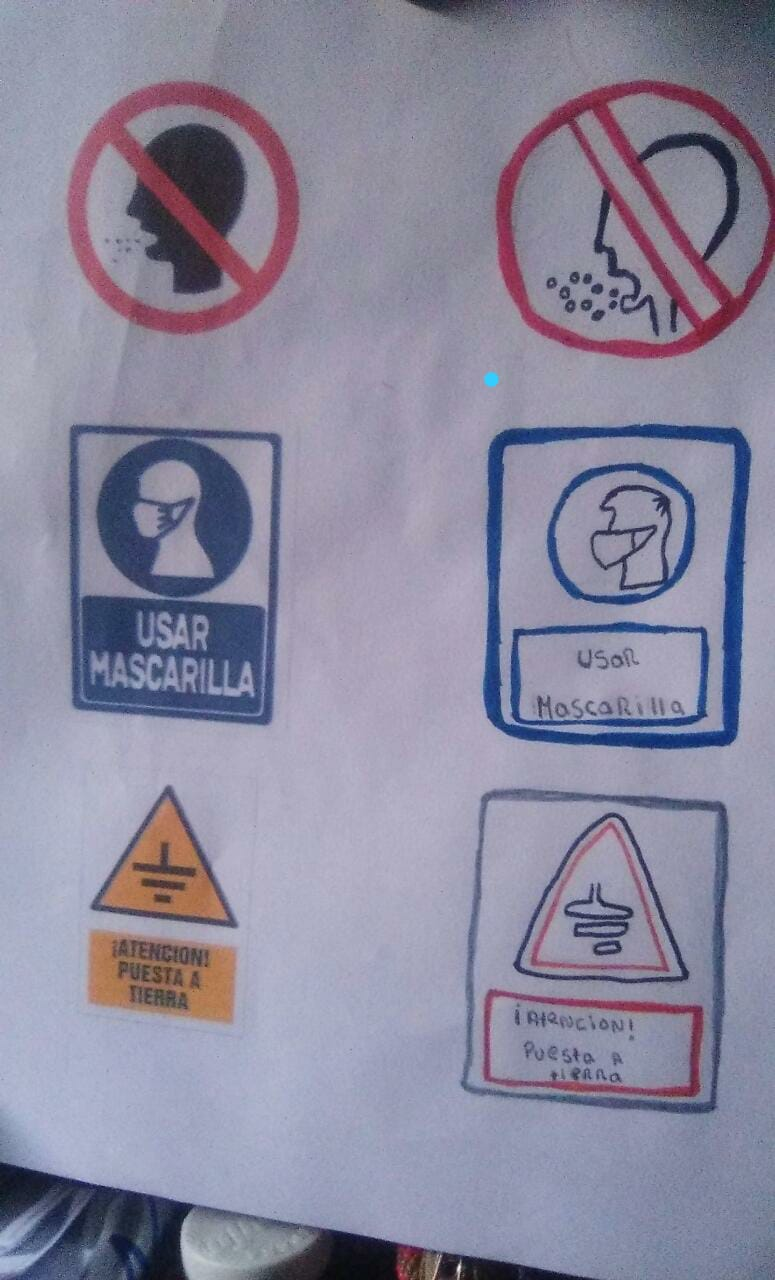 USAR
MASCARILLA
USAR
MASCARIlla
¡ATENCION!
PUESTA A
TIERRA
¡AteNCION!
Puesta A
tieRRa